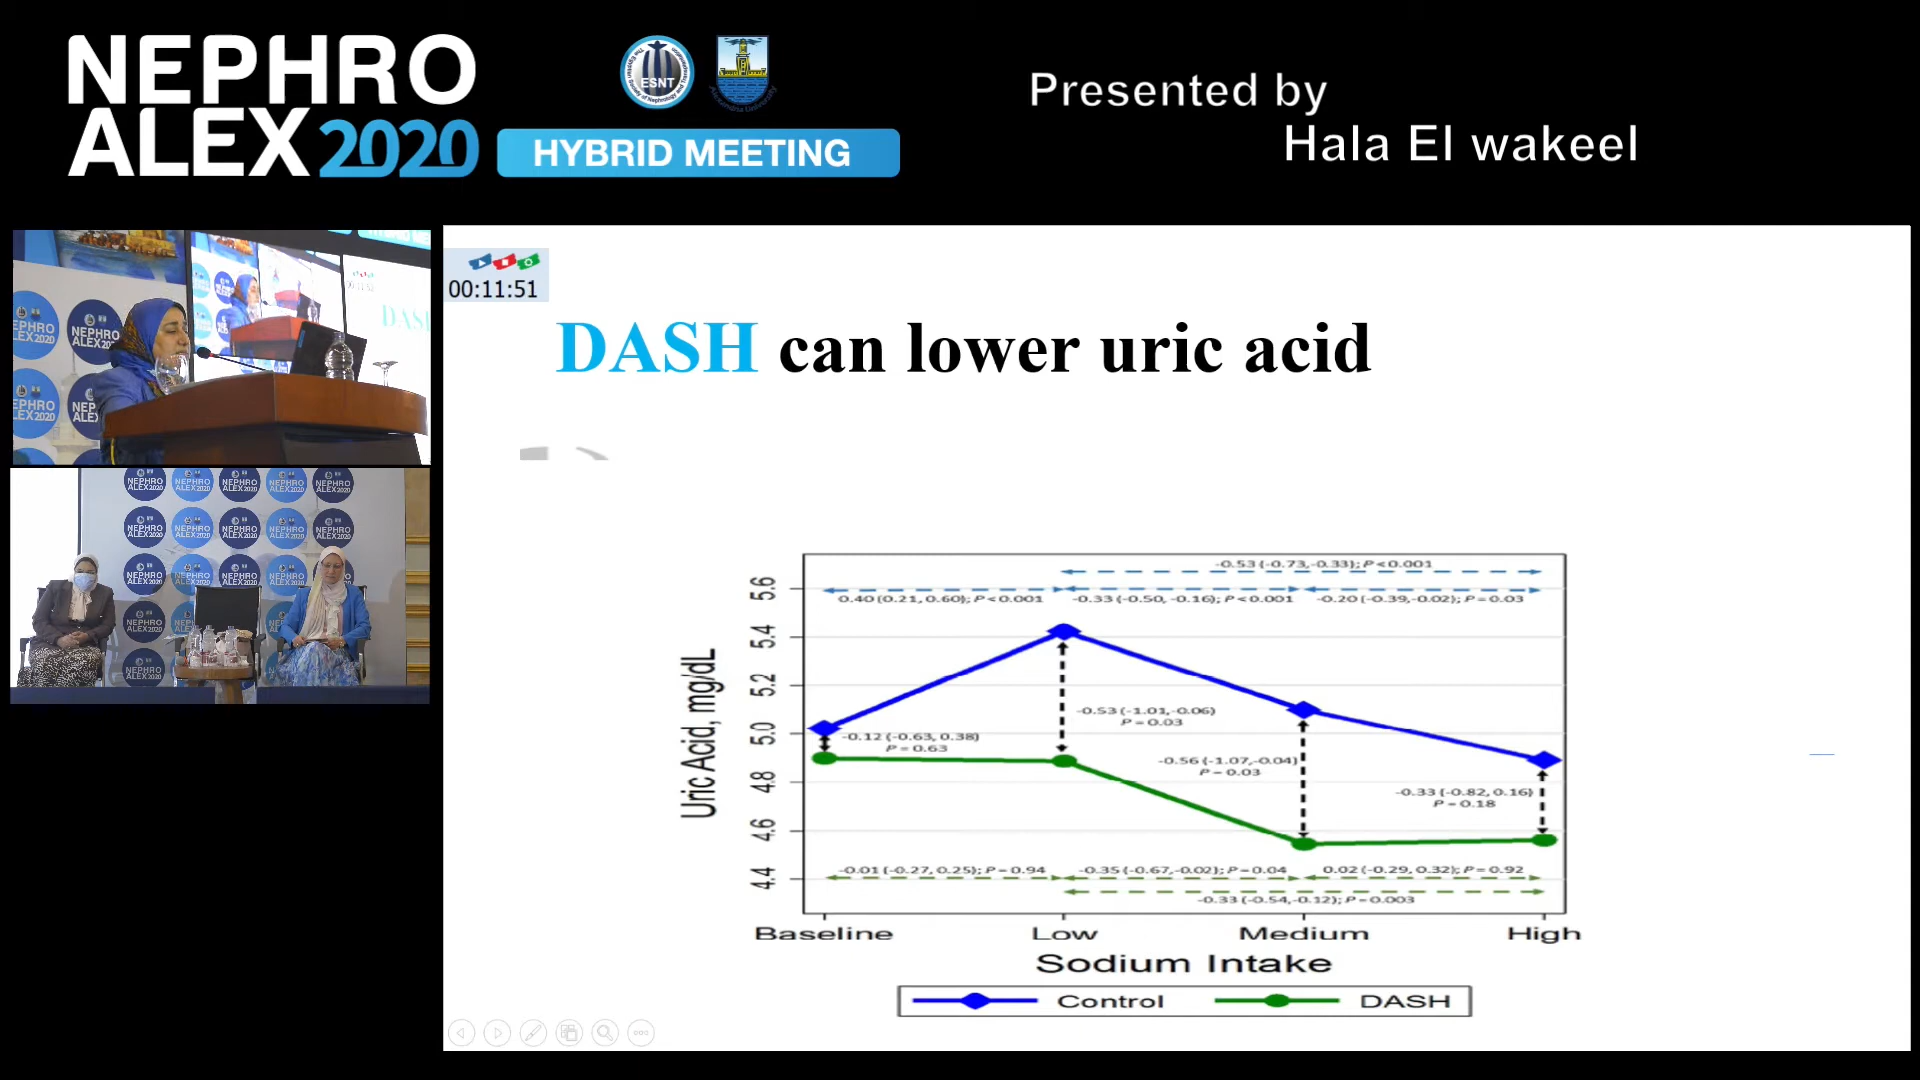 NEPHRO
ALEX 2020
HYBRID MEETING
ESNT
Presented by
Hala El wakeel
00:11:51
DASH can lower uric acid
-0.53 (-0.73,-0.33); P<0.001
0.40 (0.21, 0.60); P<0.001
-0.33 (-0.50, -0.16); P<0.001
-0.20 (-0.39,-0.02); P=0.03
-0.12 (-0.63, 0.38)
P=0.63
-0.53 (-1.01,-0.06)
P=0.03
-0.56 (-1.07,-0.04)
P=0.03
-0.33 (-0.82, 0.16)
P=0.18
-0.01 (-0.27, 0.25); P=0.94
-0.35 (-0.67,-0.02); P=0.04
0.02 (-0.29, 0.32); P=0.92
-0.33 (-0.54,-0.12); P=0.003
Uric Acid, mg/dL
5.6
5.4
5.2
5.0
4.8
4.6
4.4
Baseline
Low
Medium
High
Sodium Intake
Control
DASH
NEPHRO
ALEX2020